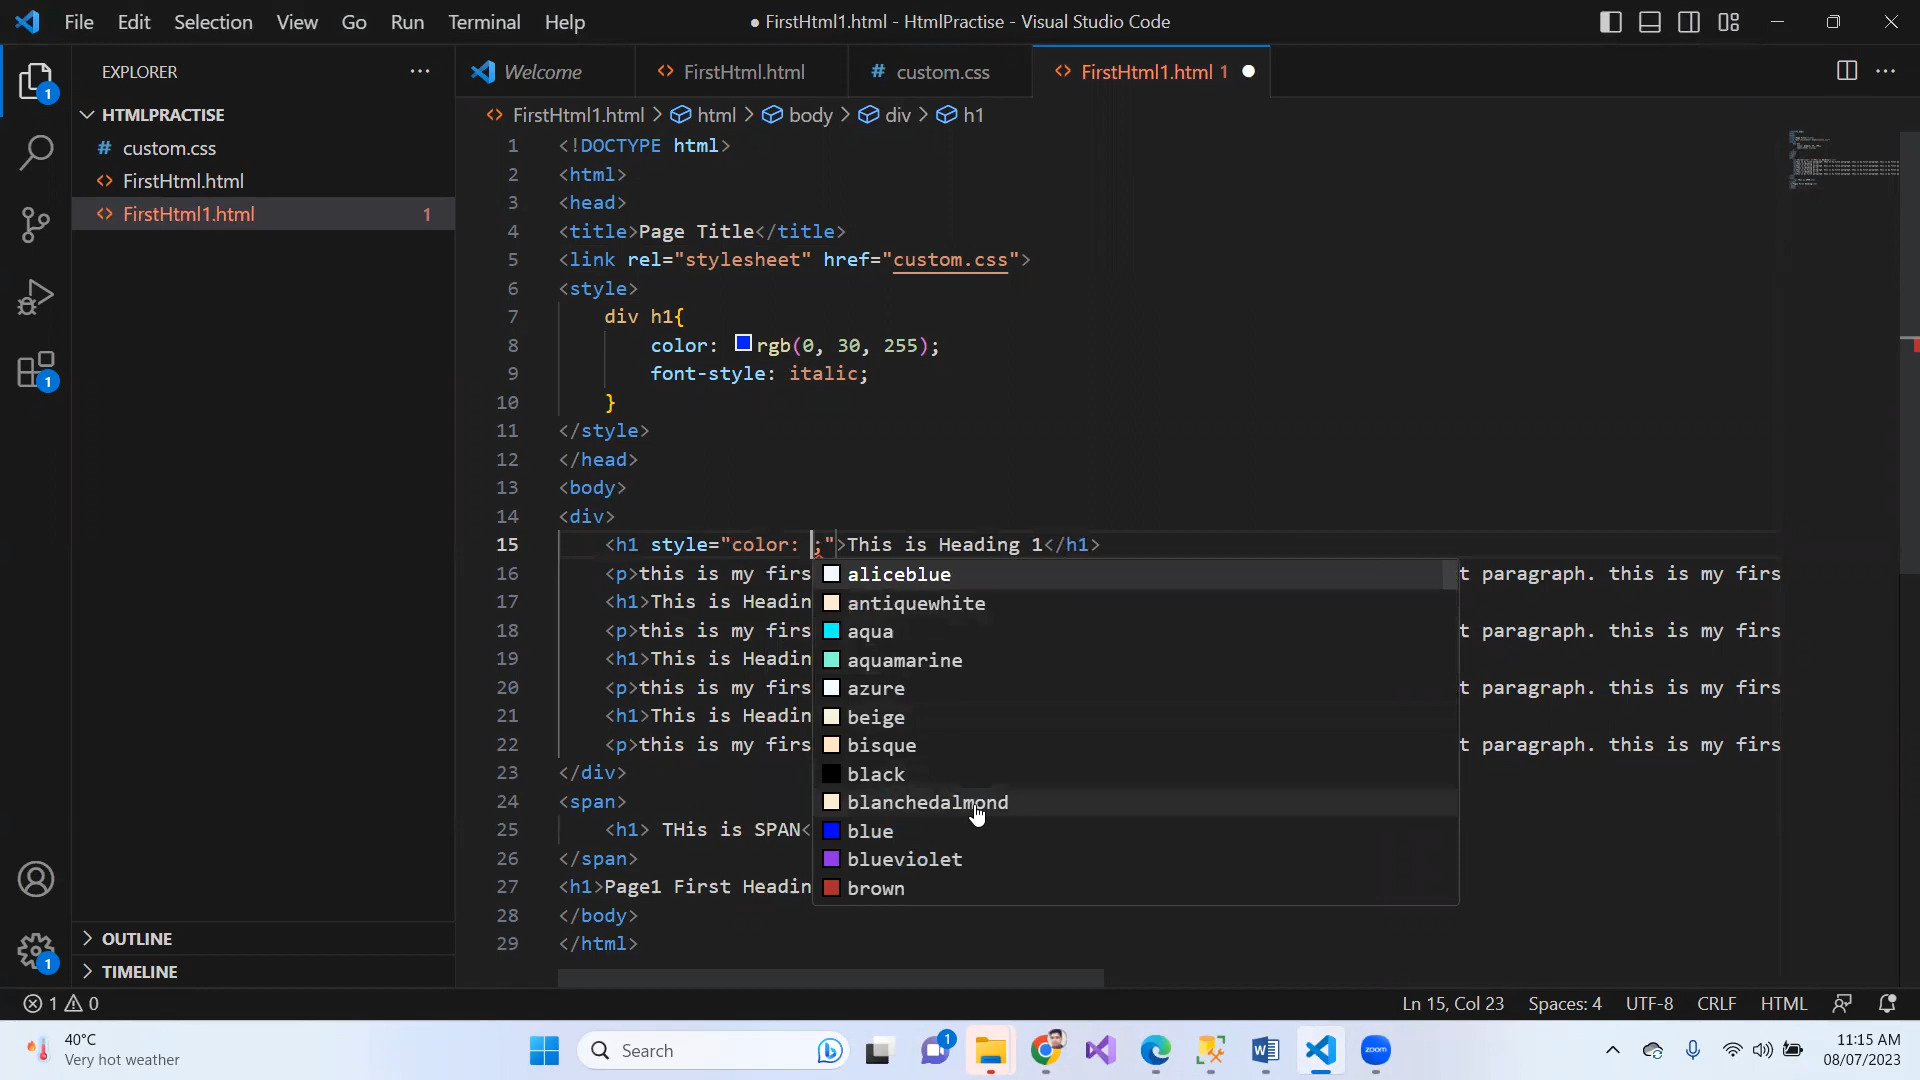 File Edit Selection View Go Run Terminal Help ● FirstHtml1.html - HtmlPractise - Visual Studio Code
EXPLORER
1
HTMLPRACTISE
# custom.css
<> FirstHtml.html
<> FirstHtml1.html 1
1
OUTLINE
1
TIMELINE
Welcome <> FirstHtml.html # custom.css <> FirstHtml1.html 1 ●
<> FirstHtml1.html > html > body > div > h1
1 <!DOCTYPE html>
2 <html>
3 <head>
4 <title>Page Title</title>
5 <link rel="stylesheet" href="custom.css">
6 <style>
7 div h1{
8 color: rgb(0, 30, 255);
9 font-style: italic;
10 }
11 </style>
12 </head>
13 <body>
14 <div>
15 <h1 style="color: ;">This is Heading 1</h1>
16 <p>this is my firs t paragraph. this is my firs
17 <h1>This is Headin
18 <p>this is my firs t paragraph. this is my firs
19 <h1>This is Headin
20 <p>this is my firs t paragraph. this is my firs
21 <h1>This is Headin
22 <p>this is my firs t paragraph. this is my firs
23 </div>
24 <span>
25 <h1> THis is SPAN<
26 </span>
27 <h1>Page1 First Headin
28 </body>
29 </html>
aliceblue
antiquewhite
aqua
aquamarine
azure
beige
bisque
black
blanchedalmond
blue
blueviolet
brown
1 0 Ln 15, Col 23 Spaces: 4 UTF-8 CRLF HTML
40°C
Very hot weather
Search
1
zoom
11:15 AM
08/07/2023